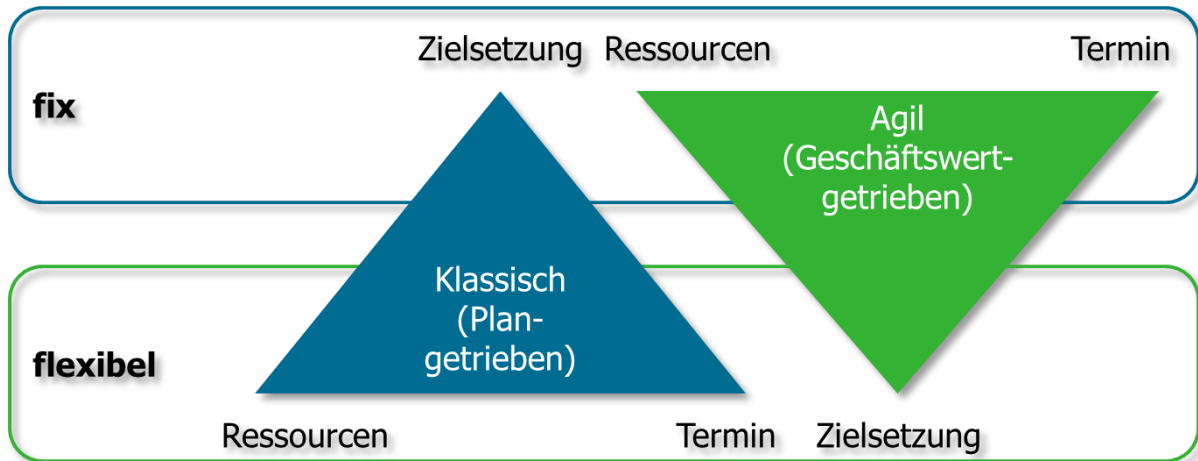 Zielsetzung Ressourcen Termin
fix
Agil
(Geschäftswert-
getrieben)
Klassisch
(Plan-
getrieben)
flexibel
Ressourcen Termin Zielsetzung